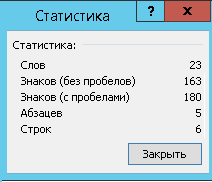 Статистика
?
Статистика:
Слов 23
Знаков (без пробелов) 163
Знаков (с пробелами) 180
Абзацев 5
Строк 6
Закрыть